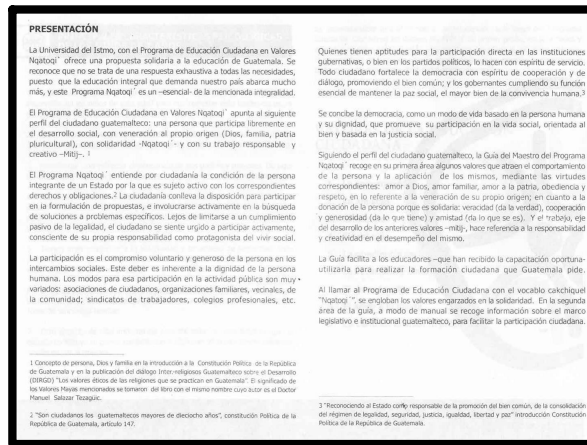 PRESENTACIÓN
La Universidad del Istmo, con el Programa de Educación Ciudadana en Valores
Nqatoqi´ ofrece una propuesta solidaria a la educación de Guatemala. Se
reconoce que no se trata de una respuesta exhaustiva a todas las necesidades,
puesto que la educación integral que demanda nuestro país abarca mucho
más, y este Programa Nqatoqi´ es un –esencial- de la mencionada integralidad.
El Programa de Educación Ciudadana en Valores Nqatoqi´ apunta al siguiente
perfil del ciudadano guatemalteco: una persona que participa libremente en
el desarrollo social, con veneración al propio origen (Dios, familia, patria
pluricultural), con solidaridad -Nqatoqi´- y con su trabajo responsable y
creativo –Mitij–. 1
El Programa Nqatoqi´ entiende por ciudadanía la condición de la persona
integrante de un Estado por la que es sujeto activo con los correspondientes
derechos y obligaciones.2 La ciudadanía conlleva la disposición para participar
en la formulación de propuestas, e involucrarse activamente en la búsqueda
de soluciones a problemas específicos. Lejos de limitarse a un cumplimiento
pasivo de la legalidad, el ciudadano se siente urgido a participar activamente,
consciente de su propia responsabilidad como protagonista del vivir social.
La participación es el compromiso voluntario y generoso de la persona en los
intercambios sociales. Este deber es inherente a la dignidad de la persona
humana. Los modos para esa participación en la actividad pública son muy
variados: asociaciones de ciudadanos, organizaciones familiares, vecinales, de
la comunidad; sindicatos de trabajadores, colegios profesionales, etc.
1 Concepto de persona, Dios y familia en la introducción a la Constitución Política de la República
de Guatemala y en la publicación del diálogo Inter-religiosos Guatemalteco sobre el Desarrollo
(DIRGD) "Los valores éticos de las religiones que se practican en Guatemala". El significado de
los Valores Mayas mencionados se tomaron del libro con el mismo nombre cuyo autor es el Doctor
Manuel Salazar Tezagüic.
2 "Son ciudadanos los guatemaltecos mayores de dieciocho años", constitución Política de la
República de Guatemala, artículo 147.
Quienes tienen aptitudes para la participación directa en las instituciones
gubernativas, o bien en los partidos políticos, lo hacen con espíritu de servicio.
Todo ciudadano fortalece la democracia con espíritu de cooperación y de
diálogo, promoviendo el bien común; y los gobernantes cumpliendo su función
esencial de mantener la paz social, el mayor bien de la convivencia humana.3
Se concibe la democracia, como un modo de vida basado en la persona humana
y su dignidad, que promueve su participación en la vida social, orientada al
bien y basada en la justicia social.
Siguiendo el perfil del ciudadano guatemalteco, la Guía del Maestro del Programa
Nqatoqi´ recoge en su primera área algunos valores que atraen el comportamiento
de la persona y la aplicación de los mismos, mediante las virtudes
correspondientes: amor a Dios, amor familiar, amor a la patria, obediencia y
respeto, en lo referente a la veneración de su propio origen; en cuanto a la
donación de la persona porque es solidaria: veracidad (da la verdad), cooperación
y generosidad (da lo que tiene) y amistad (da lo que se es). Y el trabajo, eje
del desarrollo de los anteriores valores –mitij-, hace referencia a la responsabilidad
y creatividad en el desempeño del mismo.
La Guía facilita a los educadores –que han recibido la capacitación oportuna-
utilizarla para realizar la formación ciudadana que Guatemala pide.
Al llamar al Programa de Educación Ciudadana con el vocablo cakchiquel
"Nqatoqi´", se engloban los valores engarzados en la solidaridad. En la segunda
área de la guía, a modo de manual se recoge información sobre el marco
legislativo e institucional guatemalteco, para facilitar la participación ciudadana.
3 "Reconociendo al Estado como responsable de la promoción del bien común, de la consolidación
del régimen de legalidad, seguridad, justicia, igualdad, libertad y paz" introducción Constitución
Política de la República de Guatemala.